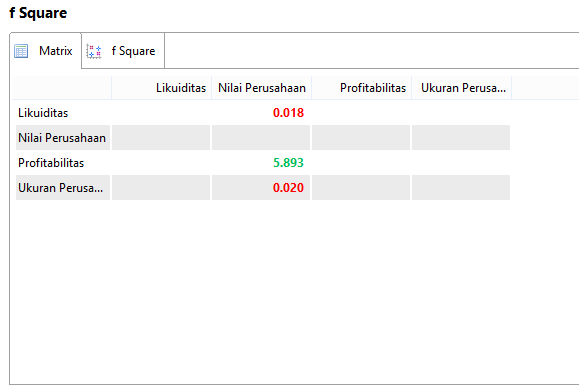 f Square
Matrix f Square
Likuiditas Nilai Perusahaan Profitabilitas Ukuran Perusa...
Likuiditas 0.018
Nilai Perusahaan
Profitabilitas 5.893
Ukuran Perusa... 0.020